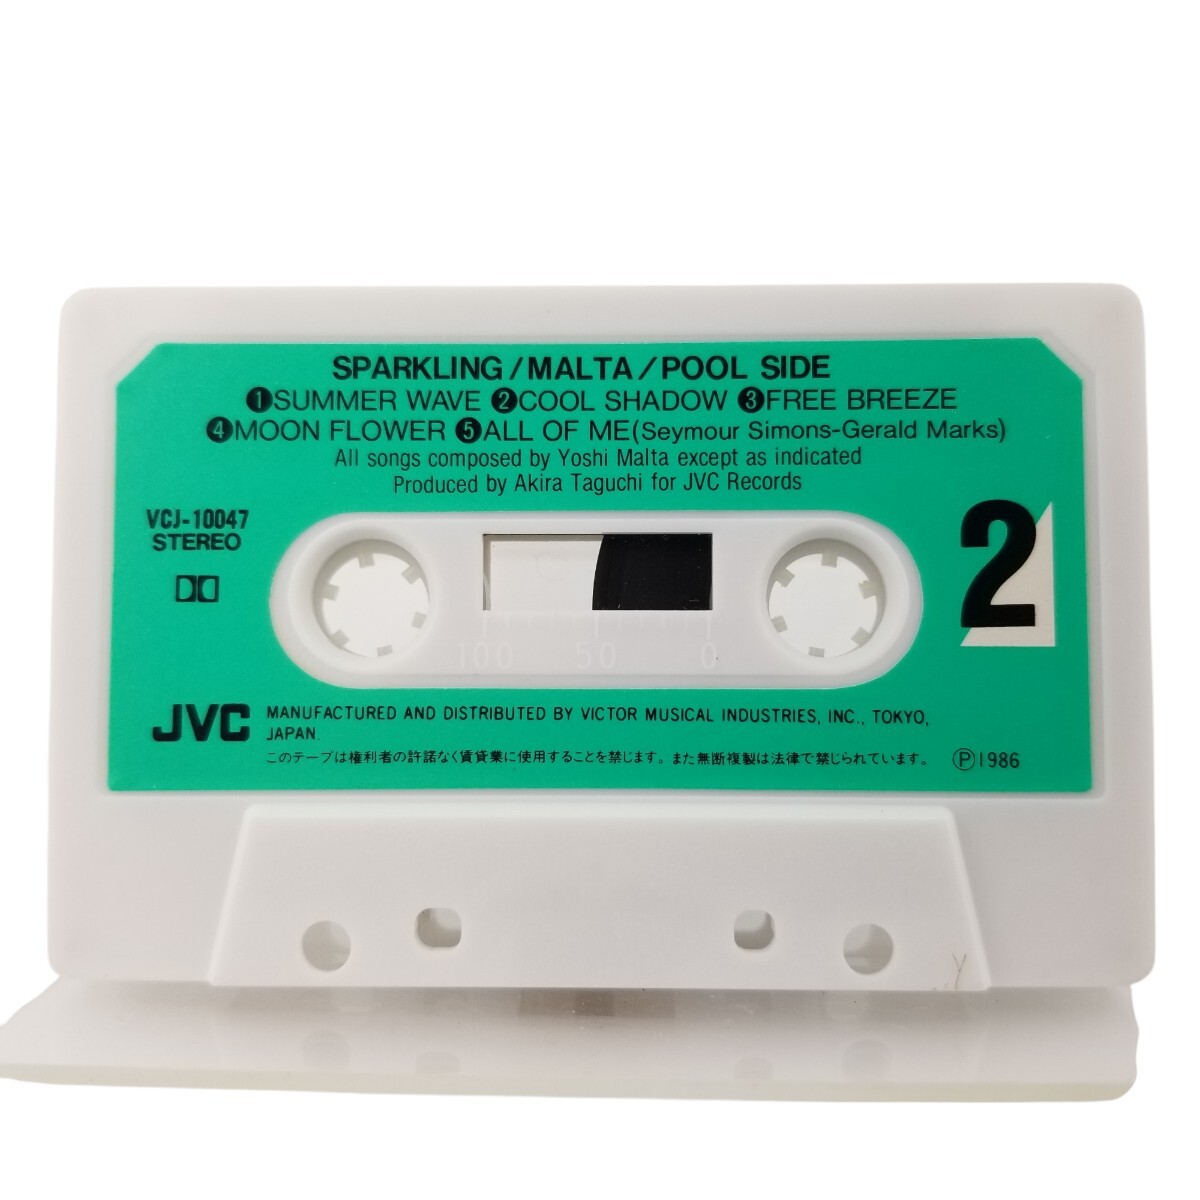 SPARKLING/MALTA/POOL SIDE
❶SUMMER WAVE ❷COOL SHADOW ❸FREE BREEZE
❹MOON FLOWER ❺ALL OF ME(Seymour Simons-Gerald Marks)
All songs composed by Yoshi Malta except as indicated
Produced by Akira Taguchi for JVC Records
VCJ-10047
STEREO
2
100 50 0
JVC MANUFACTURED AND DISTRIBUTED BY VICTOR MUSICAL INDUSTRIES, INC., TOKYO,
JAPAN.
このテープは権利者の許諾なく賃貸業に使用することを禁じます。また無断複製は法律で禁じられています。 Ⓟ1986